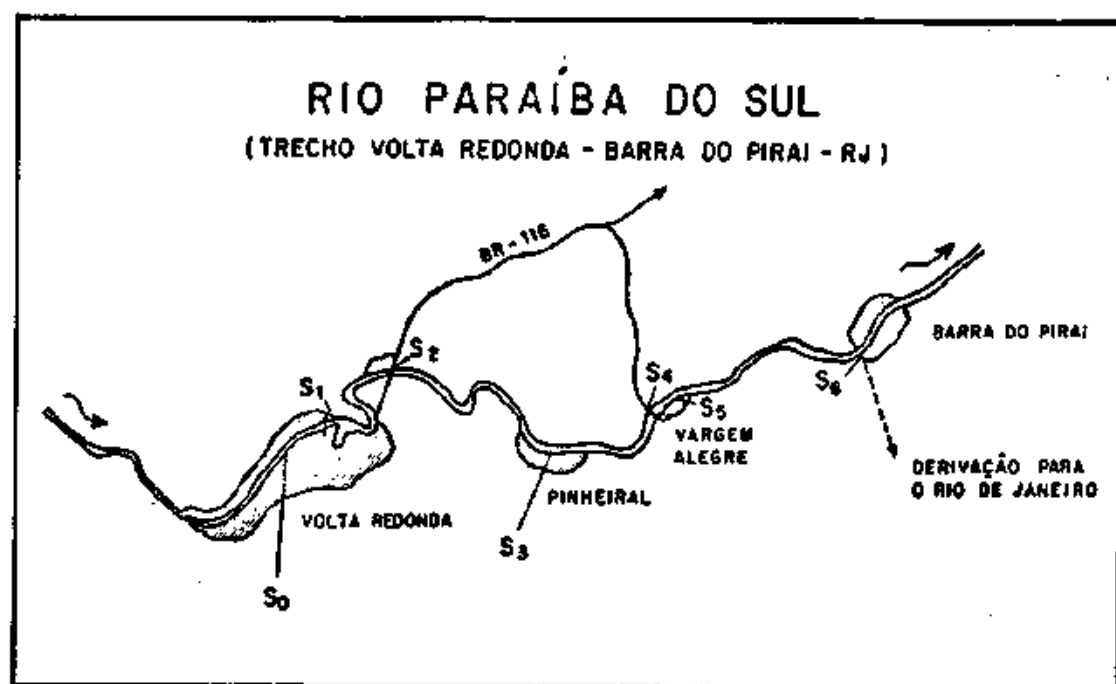 RIO PARAÍBA DO SUL
(TRECHO VOLTA REDONDA - BARRA DO PIRAI - RJ)
BR-116
S2
S1
BARRA DO PIRAÍ
S4
S6
S5
VARGEM
ALEGRE
DERIVAÇÃO PARA
O RIO DE JANEIRO
PINHEIRAL
VOLTA REDONDA
S3
S0